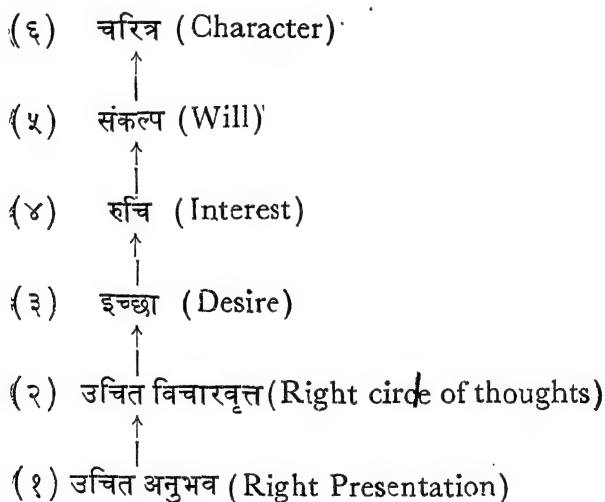 (६) चरित्र (Character)
(५) संकल्प (Will)
(४) रुचि (Interest)
(३) इच्छा (Desire)
(२) उचित विचारवृत्त (Right circle of thoughts)
(१) उचित अनुभव (Right Presentation)